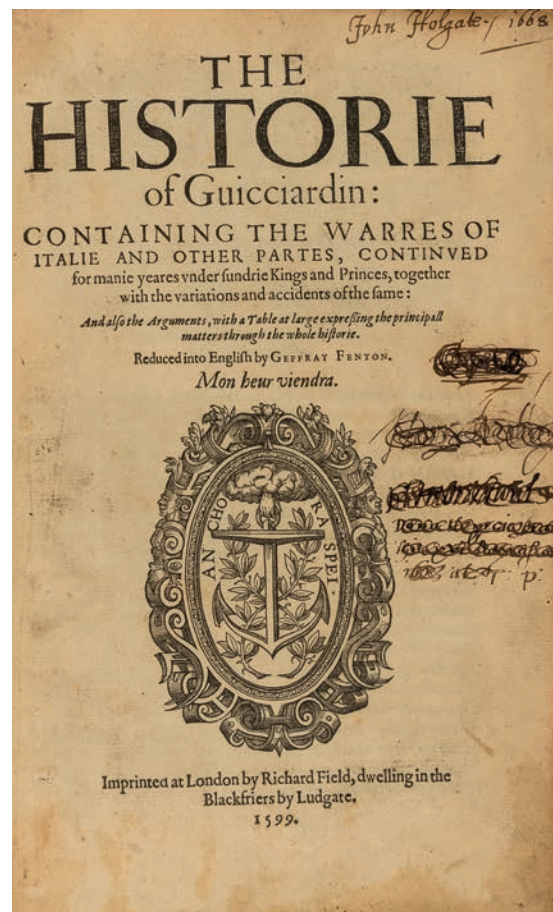 John Holgate / 1668
THE
HISTORIE
of Guicciardin:
CONTAINING THE WARRES OF
ITALIE AND OTHER PARTES, CONTINVED
for manie yeares vnder ſundrie Kings and Princes, together
with the variations and accidents of the ſame:
And alſo the Arguments, with a Table at large expreſsing the principall
matters through the whole hiſtorie.
Reduced into Engliſh by GEFFRAY FENTON.
Mon heur viendra.
ANCHORA SPEI.
Imprinted at London by Richard Field, dwelling in the
Blackfriers by Ludgate.
1599.